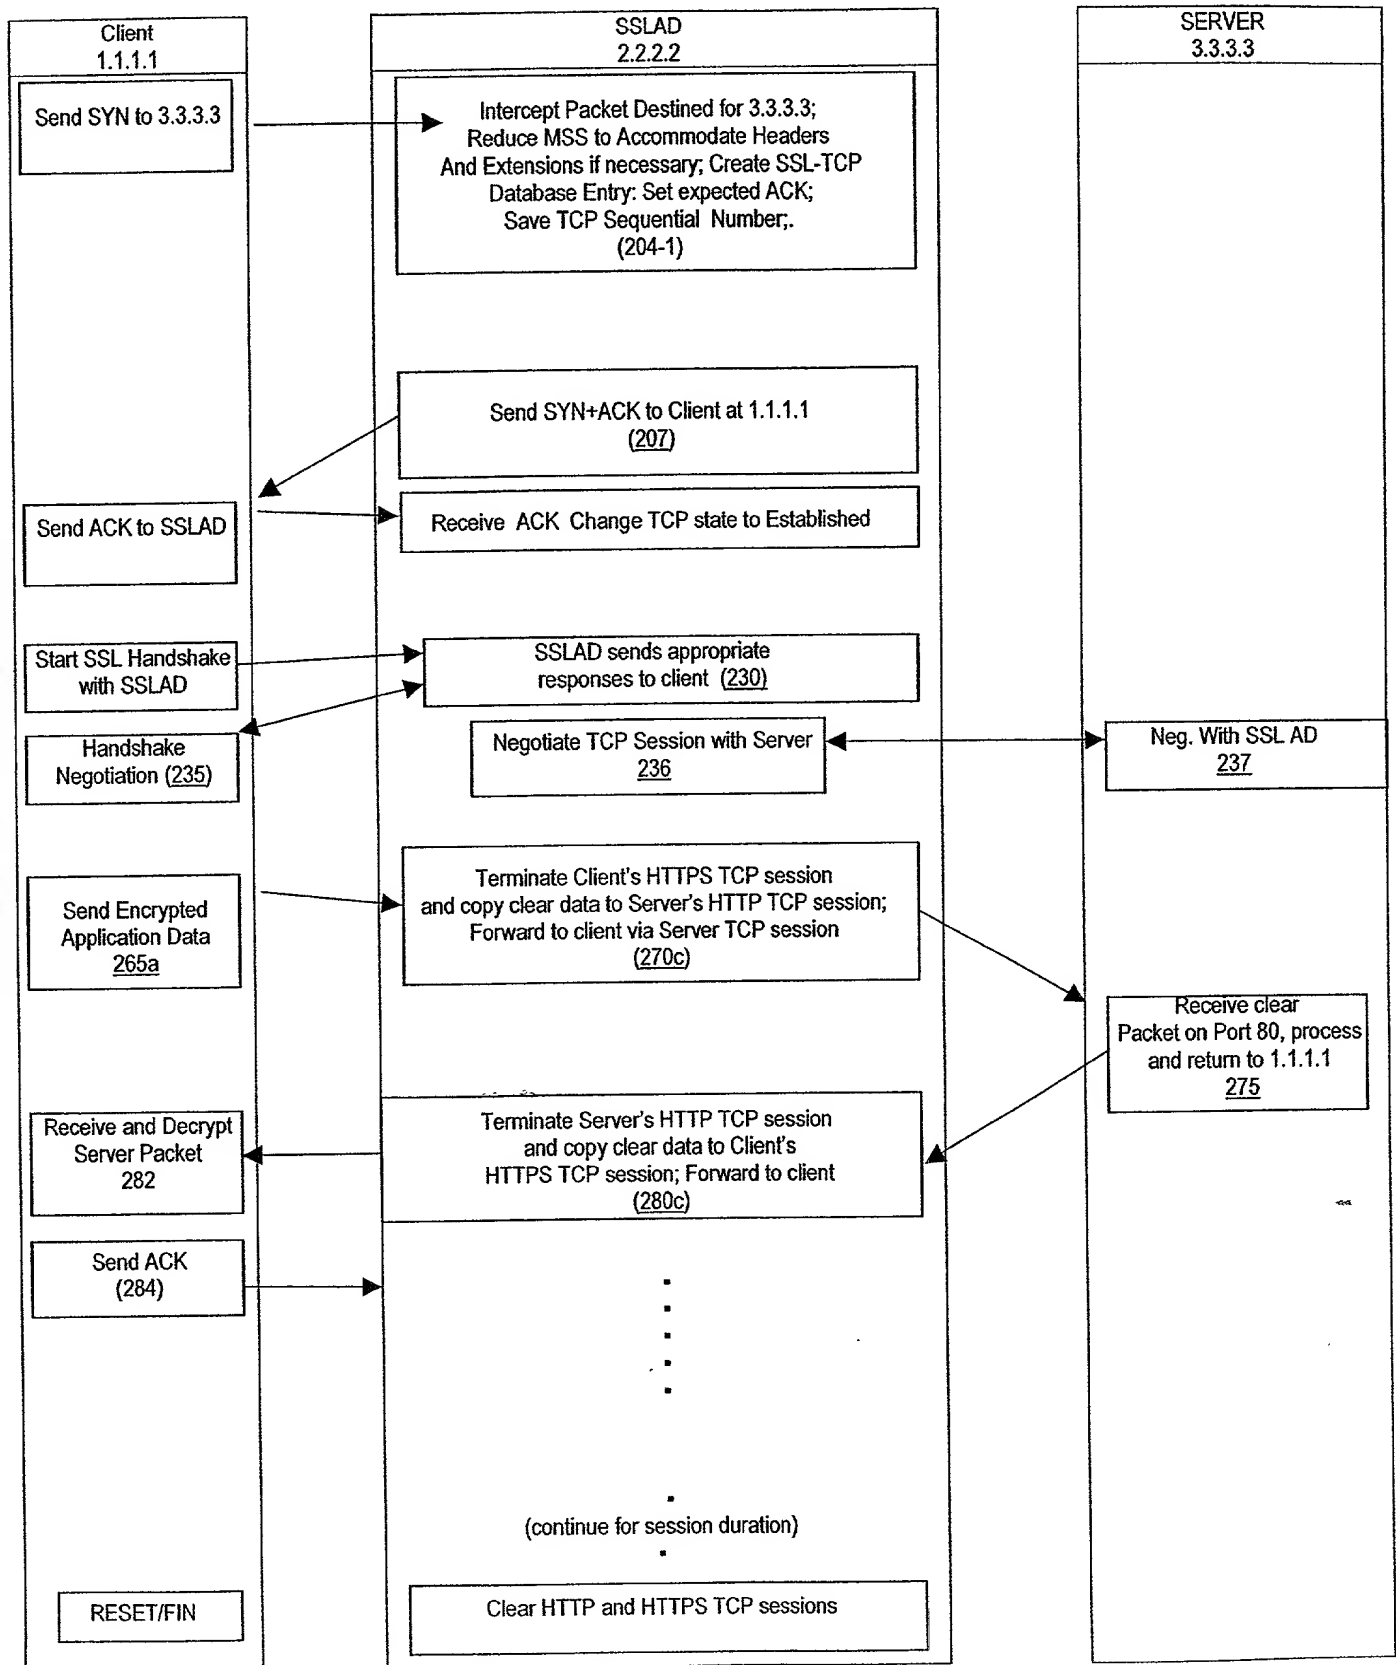 Client
1.1.1.1
SSLAD
2.2.2.2
SERVER
3.3.3.3
Send SYN to 3.3.3.3
Intercept Packet Destined for 3.3.3.3;
Reduce MSS to Accommodate Headers
And Extensions if necessary; Create SSL-TCP
Database Entry: Set expected ACK;
Save TCP Sequential Number;.
(204-1)
Send SYN+ACK to Client at 1.1.1.1
(207)
Send ACK to SSLAD
Receive ACK Change TCP state to Established
Start SSL Handshake
with SSLAD
SSLAD sends appropriate
responses to client (230)
Handshake
Negotiation (235)
Negotiate TCP Session with Server
236
Neg. With SSL AD
237
Send Encrypted
Application Data
265a
Terminate Client's HTTPS TCP session
and copy clear data to Server's HTTP TCP session;
Forward to client via Server TCP session
(270c)
Receive clear
Packet on Port 80, process
and return to 1.1.1.1
275
Receive and Decrypt
Server Packet
282
Terminate Server's HTTP TCP session
and copy clear data to Client's
HTTPS TCP session; Forward to client
(280c)
Send ACK
(284)
(continue for session duration)
RESET/FIN
Clear HTTP and HTTPS TCP sessions